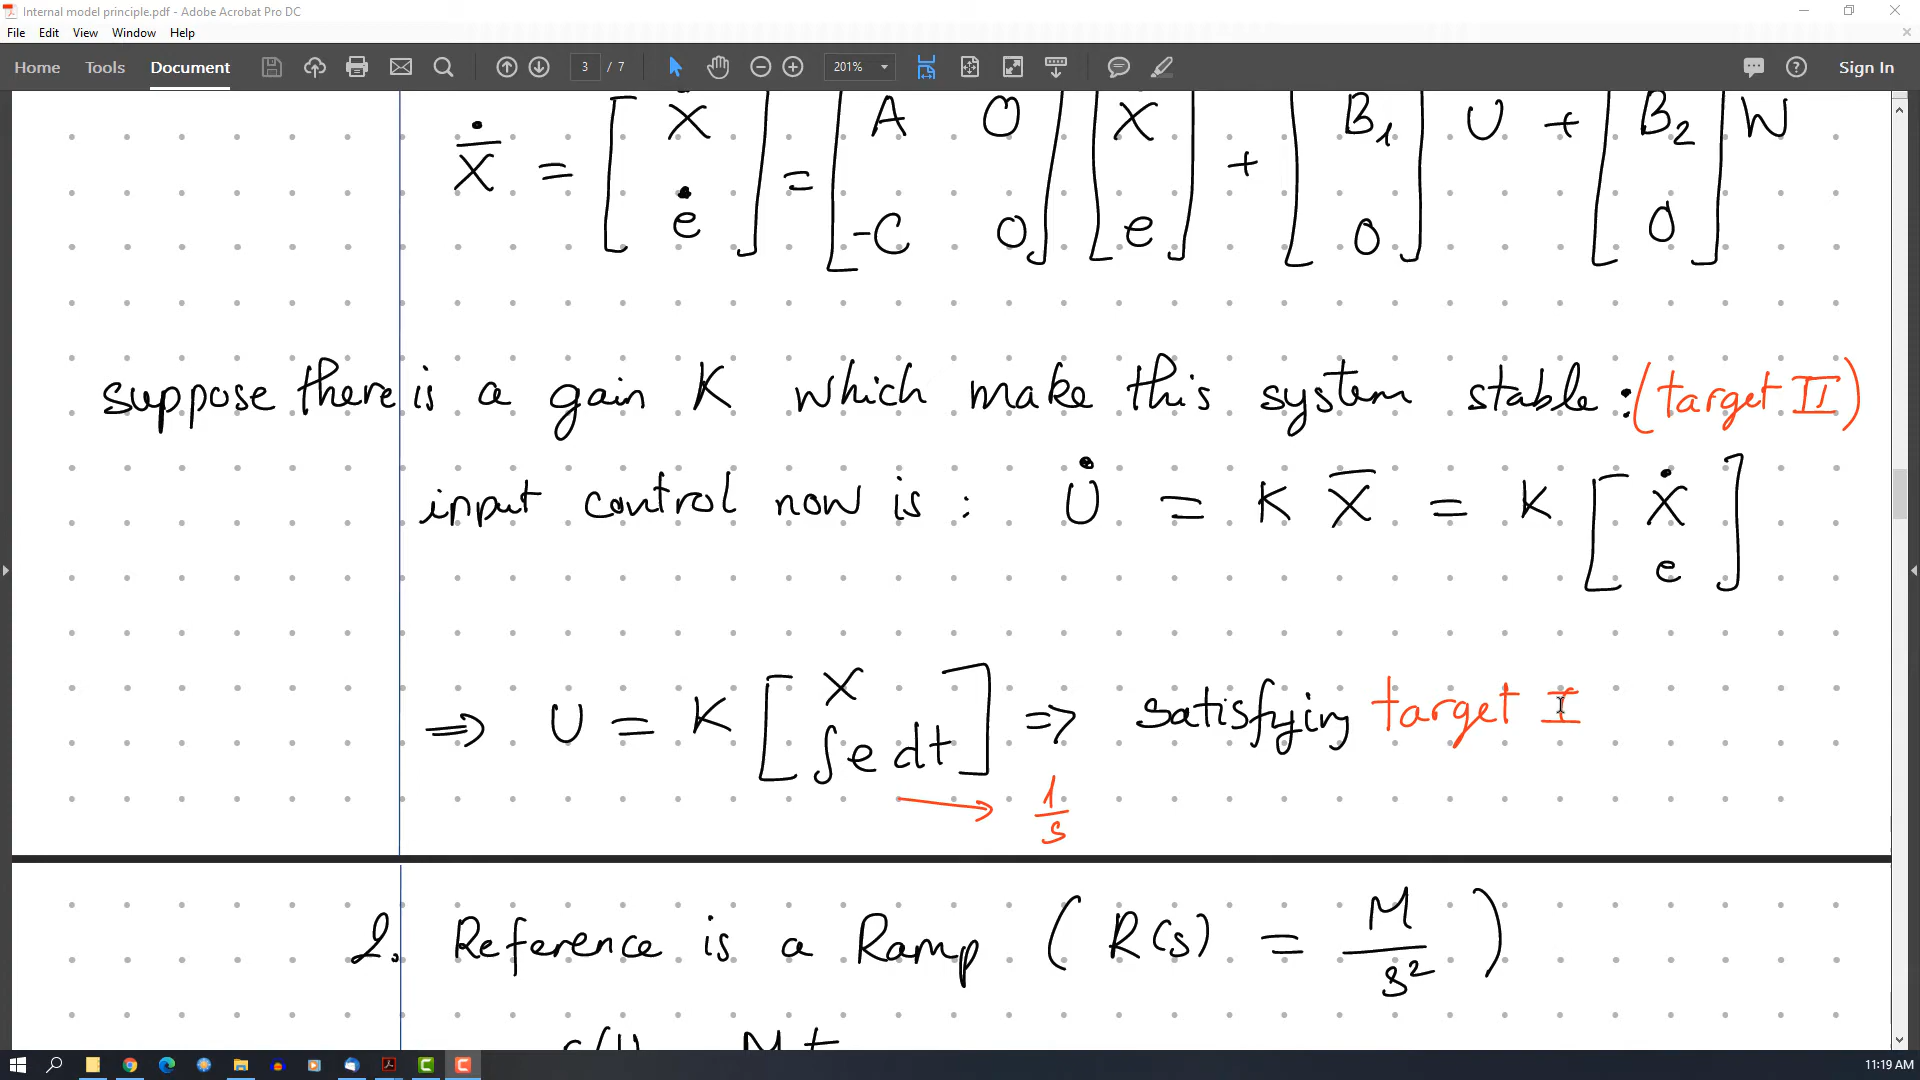 Internal model principle.pdf - Adobe Acrobat Pro DC
File Edit View Window Help
Home Tools Document 3 / 7 201% Sign In
Ẋ̄ = [Ẋ ; ė] = [A 0 ; -C 0] [Ẋ ; e] + [B₁ ; 0] U̇ + [B₂ ; 0] Ẇ
suppose there is a gain K which make this system stable : (target II)
input control now is : U̇ = K X̄ = K [Ẋ ; e]
⇒ U = K [X ; ∫e dt] ⇒ satisfying target I
→ 1/s
2. Reference is a Ramp ( R(s) = M/s² )
11:19 AM